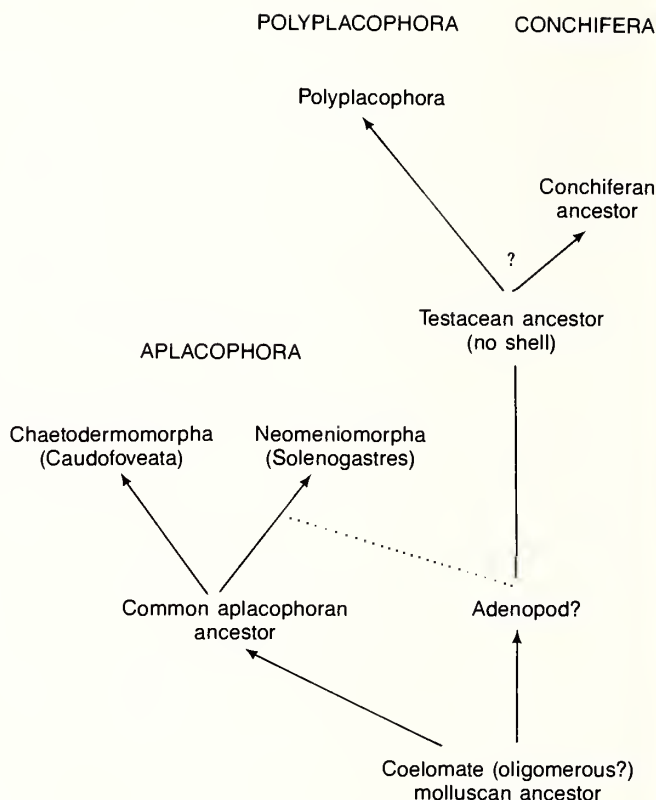 POLYPLACOPHORA CONCHIFERA
Polyplacophora
Conchiferan
ancestor
?
Testacean ancestor
(no shell)
APLACOPHORA
Chaetodermomorpha
(Caudofoveata)
Neomeniomorpha
(Solenogastres)
Common aplacophoran
ancestor
Adenopod?
Coelomate (oligomerous?)
molluscan ancestor